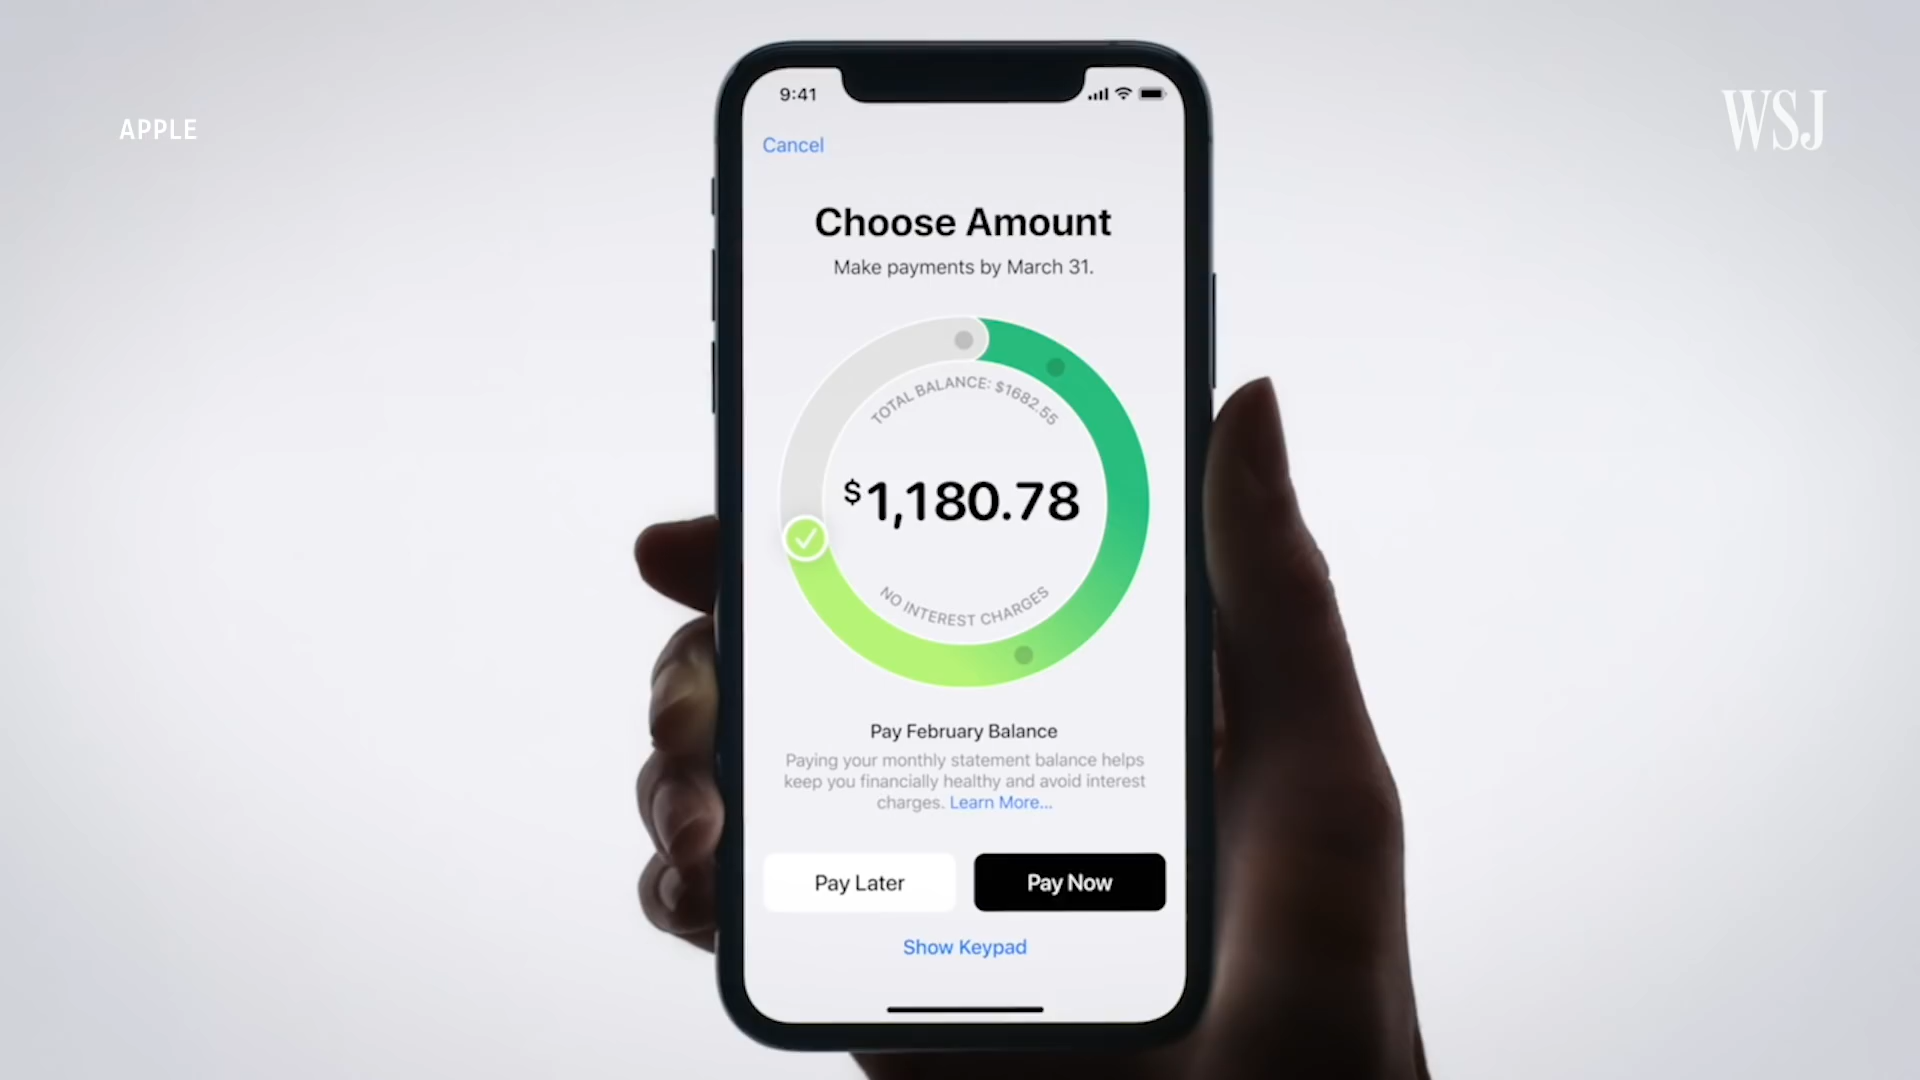 APPLE
WSJ
9:41
Cancel
Choose Amount
Make payments by March 31.
TOTAL BALANCE: $1682.55
$1,180.78
NO INTEREST CHARGES
Pay February Balance
Paying your monthly statement balance helps
keep you financially healthy and avoid interest
charges. Learn More...
Pay Later
Pay Now
Show Keypad